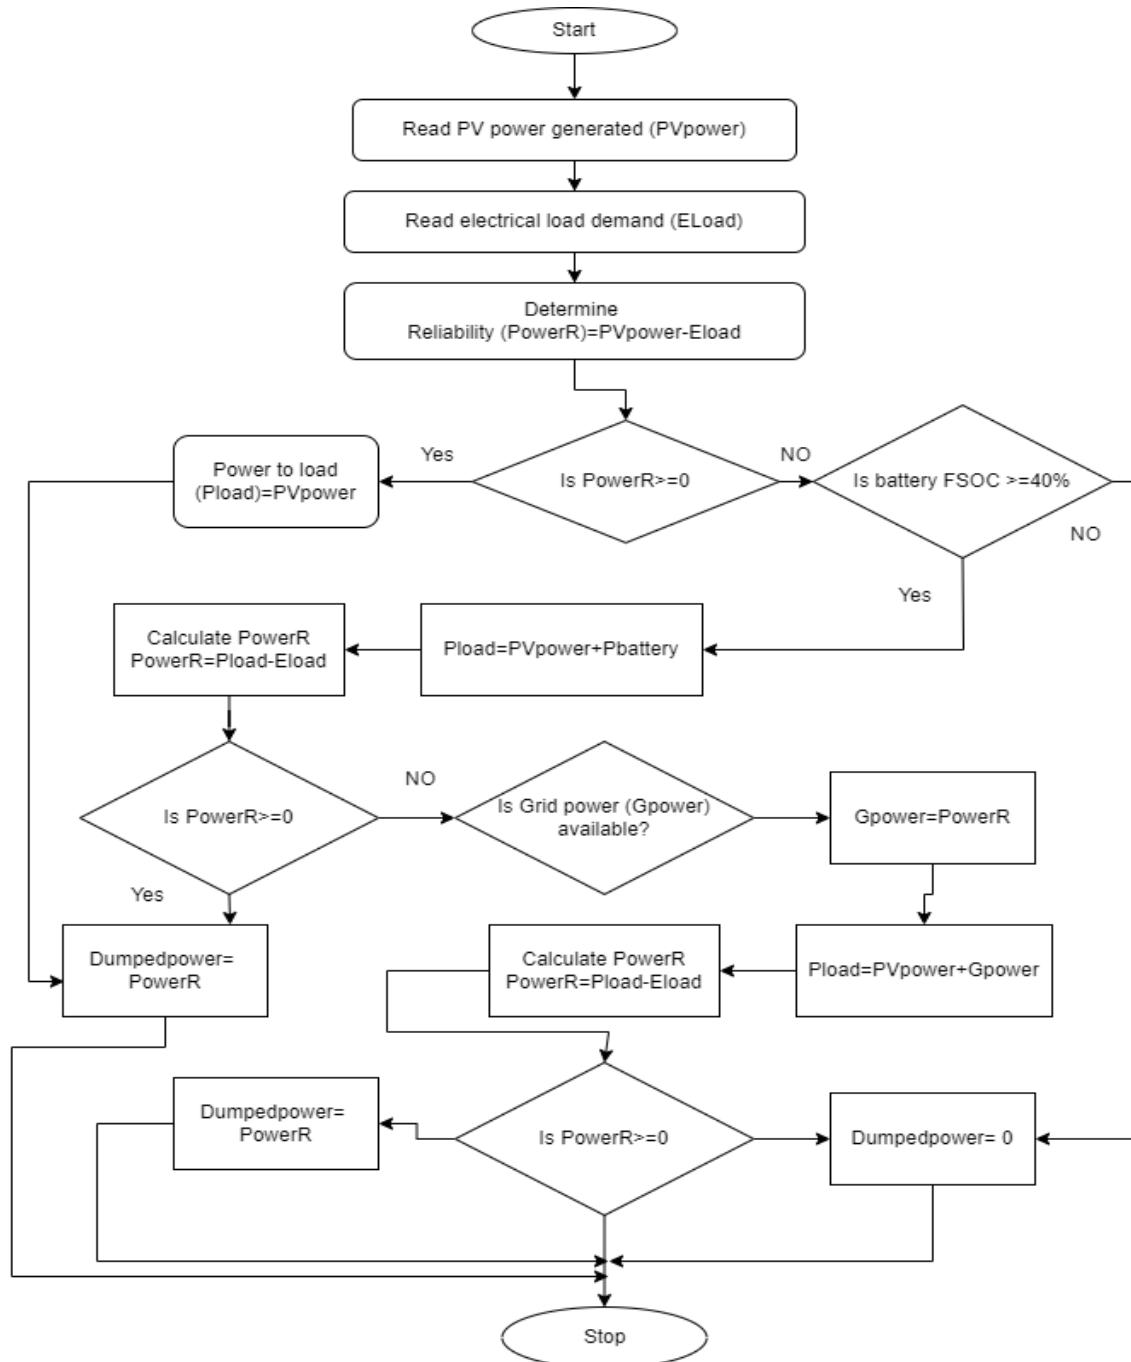 Start
Read PV power generated (PVpower)
Read electrical load demand (ELoad)
Determine
Reliability (PowerR)=PVpower-Eload
Yes
NO
Power to load
(Pload)=PVpower
Is PowerR>=0
Is battery FSOC >=40%
NO
Yes
Calculate PowerR
PowerR=Pload-Eload
Pload=PVpower+Pbattery
NO
Is PowerR>=0
Is Grid power (Gpower)
available?
Gpower=PowerR
Yes
Dumpedpower=
PowerR
Calculate PowerR
PowerR=Pload-Eload
Pload=PVpower+Gpower
Dumpedpower=
PowerR
Is PowerR>=0
Dumpedpower= 0
Stop